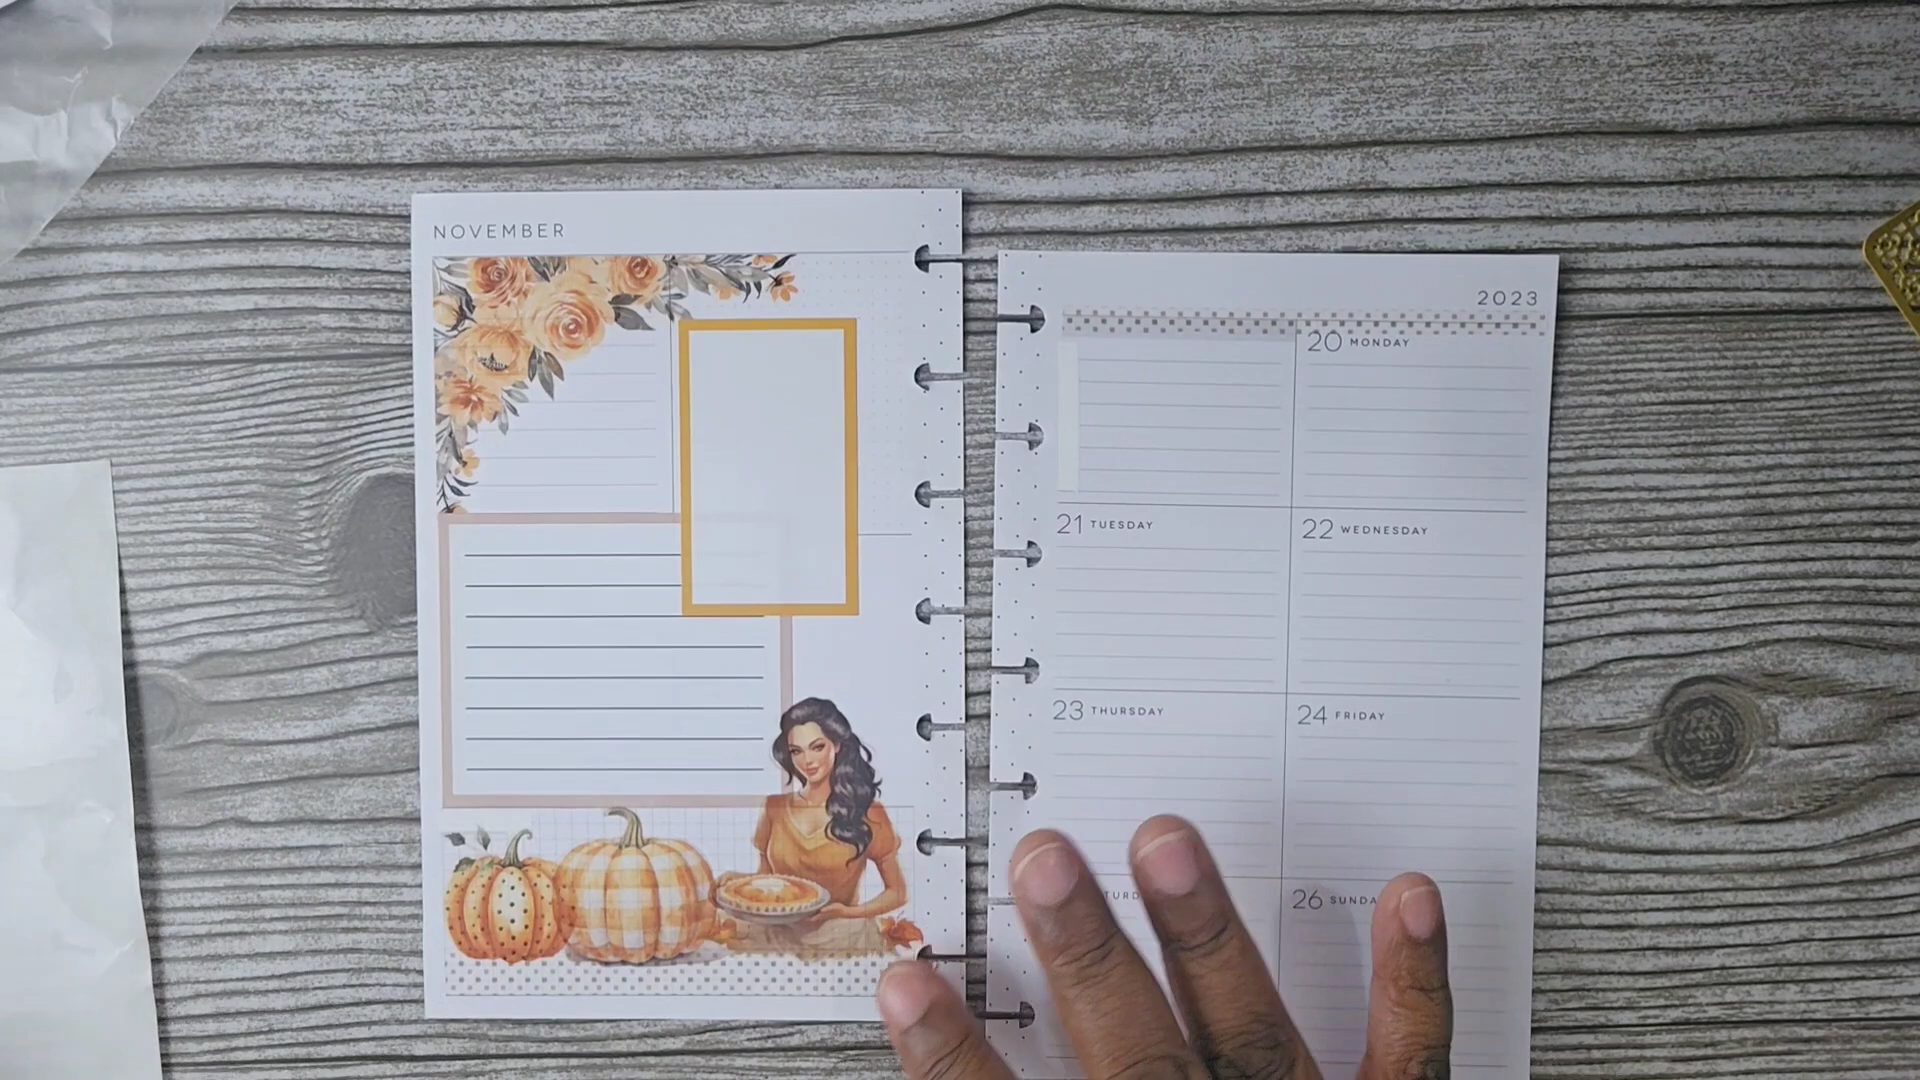 NOVEMBER
2023
20 MONDAY
21 TUESDAY
22 WEDNESDAY
23 THURSDAY
24 FRIDAY
26